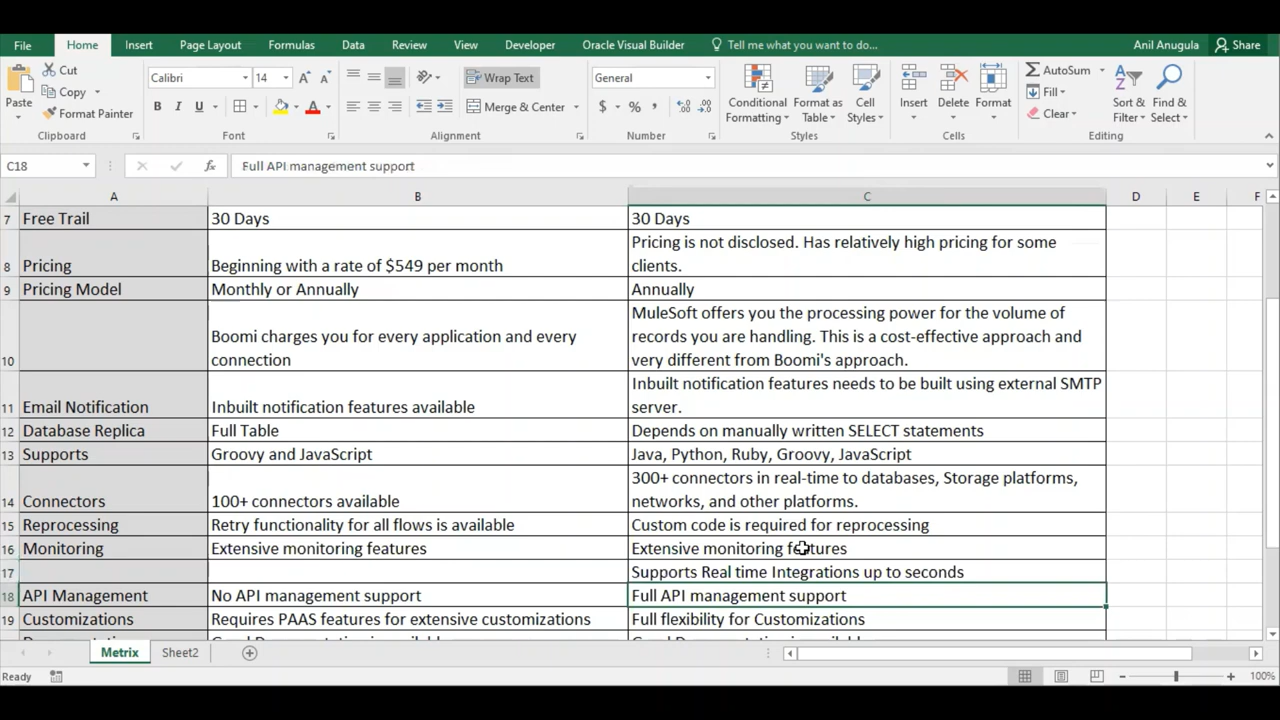 File Home Insert Page Layout Formulas Data Review View Developer Oracle Visual Builder Tell me what you want to do... Anil Anugula Share
Paste
Cut
Copy
Format Painter
Calibri 14 A A
B I U A
Wrap Text
Merge & Center
General
$ %
Conditional Formatting
Format as Table
Cell Styles
Insert Delete Format
AutoSum
Fill
Clear
Sort & Filter
Find & Select
Clipboard Font Alignment Number Styles Cells Editing
C18 fx Full API management support
A B C D E F
7 Free Trail 30 Days 30 Days
8 Pricing Beginning with a rate of $549 per month Pricing is not disclosed. Has relatively high pricing for some
clients.
9 Pricing Model Monthly or Annually Annually
10 Boomi charges you for every application and every
connection
MuleSoft offers you the processing power for the volume of
records you are handling. This is a cost-effective approach and
very different from Boomi's approach.
11 Email Notification Inbuilt notification features available Inbuilt notification features needs to be built using external SMTP
server.
12 Database Replica Full Table Depends on manually written SELECT statements
13 Supports Groovy and JavaScript Java, Python, Ruby, Groovy, JavaScript
14 Connectors 100+ connectors available 300+ connectors in real-time to databases, Storage platforms,
networks, and other platforms.
15 Reprocessing Retry functionality for all flows is available Custom code is required for reprocessing
16 Monitoring Extensive monitoring features Extensive monitoring features
17 Supports Real time Integrations up to seconds
18 API Management No API management support Full API management support
19 Customizations Requires PAAS features for extensive customizations Full flexibility for Customizations
Metrix Sheet2
Ready 100%